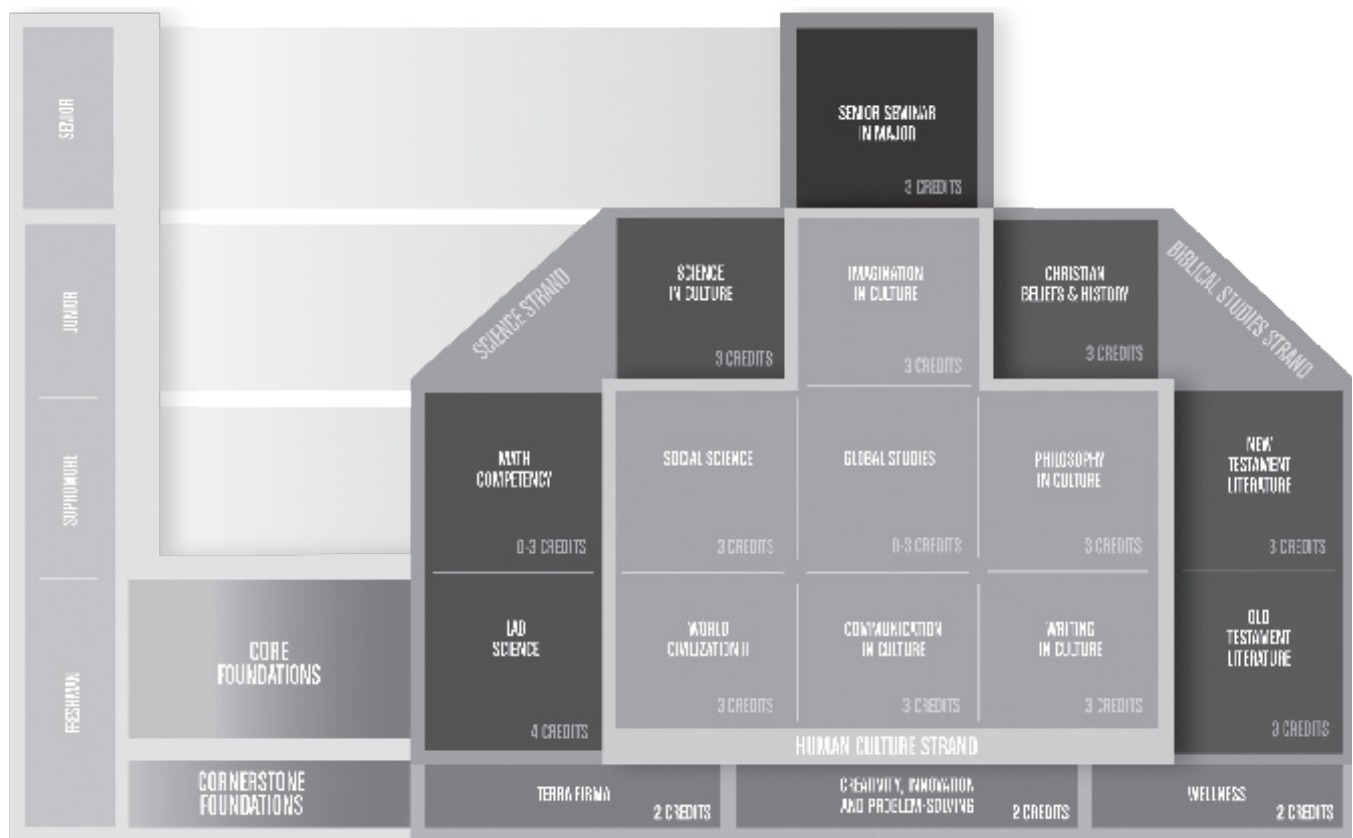 SENIOR
SENIOR SEMINAR
IN MAJOR
3 CREDITS
JUNIOR
SCIENCE STRAND
SCIENCE
IN CULTURE
3 CREDITS
IMAGINATION
IN CULTURE
3 CREDITS
CHRISTIAN
BELIEFS & HISTORY
3 CREDITS
BIBLICAL STUDIES STRAND
SOPHOMORE
MATH
COMPETENCY
0-3 CREDITS
SOCIAL SCIENCE
3 CREDITS
GLOBAL STUDIES
0-3 CREDITS
PHILOSOPHY
IN CULTURE
3 CREDITS
NEW
TESTAMENT
LITERATURE
3 CREDITS
FRESHMAN
CORE
FOUNDATIONS
LAB
SCIENCE
4 CREDITS
WORLD
CIVILIZATION II
3 CREDITS
COMMUNICATION
IN CULTURE
3 CREDITS
WRITING
IN CULTURE
3 CREDITS
OLD
TESTAMENT
LITERATURE
3 CREDITS
HUMAN CULTURE STRAND
CORNERSTONE
FOUNDATIONS
TERRA FIRMA
2 CREDITS
CREATIVITY, INNOVATION
AND PROBLEM-SOLVING
2 CREDITS
WELLNESS
2 CREDITS